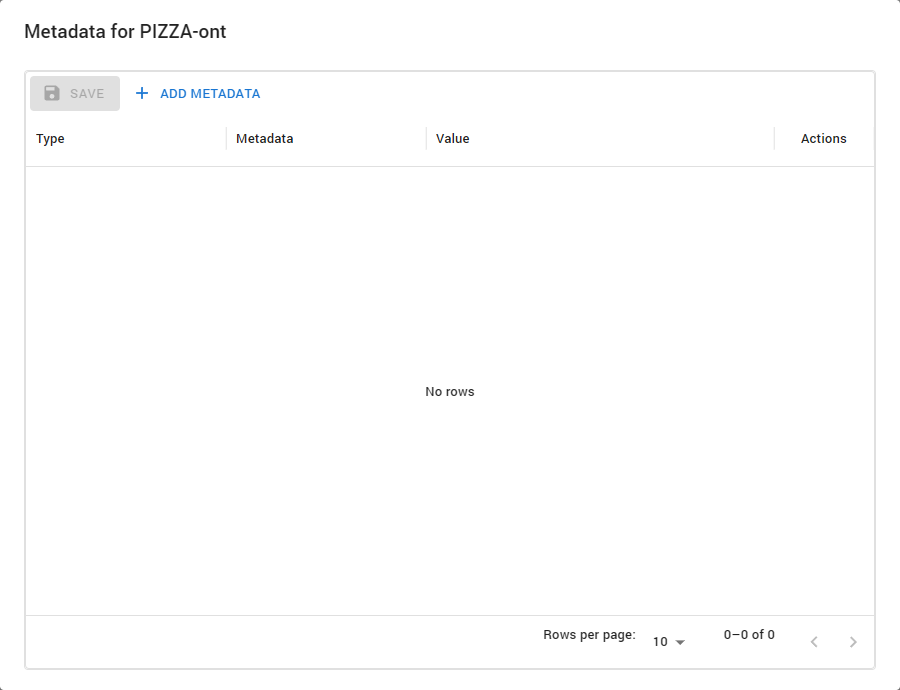 Metadata for PIZZA-ont
SAVE ADD METADATA
Type Metadata Value Actions
No rows
Rows per page: 10 0–0 of 0